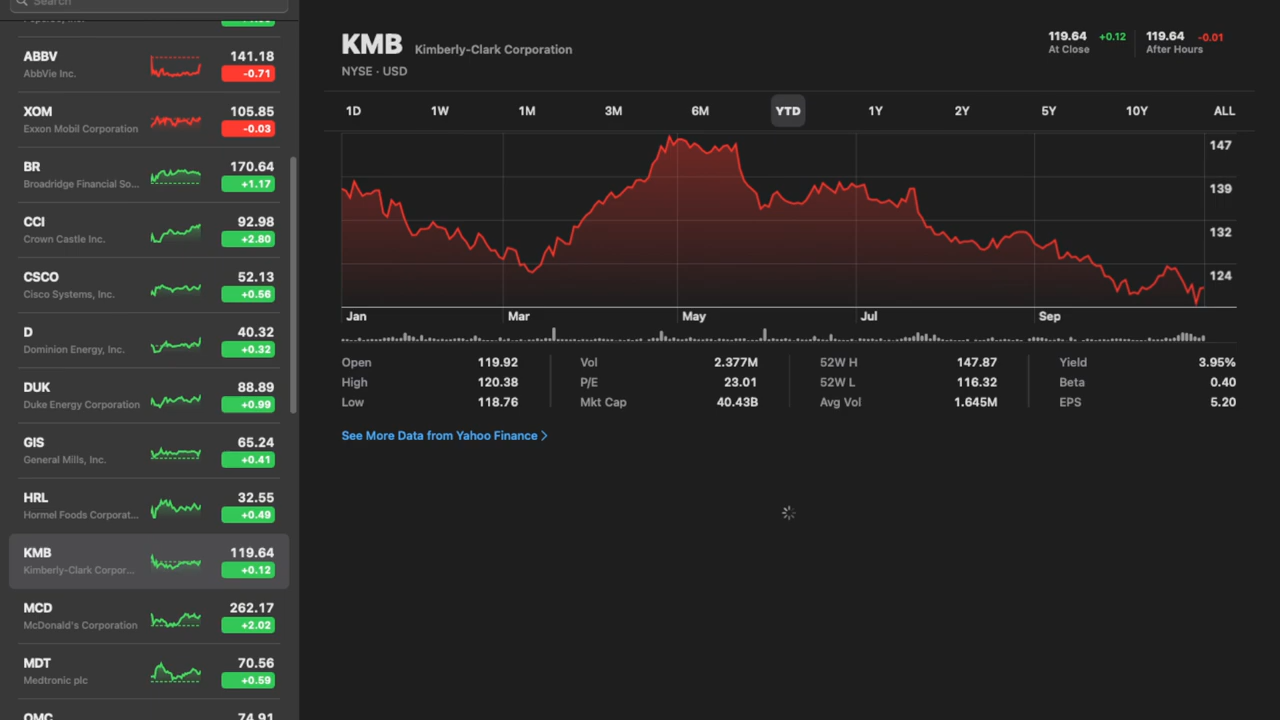 Search
ABBV 141.18
AbbVie Inc. -0.71
XOM 105.85
Exxon Mobil Corporation -0.03
BR 170.64
Broadridge Financial So... +1.17
CCI 92.98
Crown Castle Inc. +2.80
CSCO 52.13
Cisco Systems, Inc. +0.56
D 40.32
Dominion Energy, Inc. +0.32
DUK 88.89
Duke Energy Corporation +0.99
GIS 65.24
General Mills, Inc. +0.41
HRL 32.55
Hormel Foods Corporat... +0.49
KMB 119.64
Kimberly-Clark Corpor... +0.12
MCD 262.17
McDonald's Corporation +2.02
MDT 70.56
Medtronic plc +0.59
OMC 74.91
KMB Kimberly-Clark Corporation
NYSE · USD
119.64 +0.12 119.64 -0.01
At Close After Hours
1D 1W 1M 3M 6M YTD 1Y 2Y 5Y 10Y ALL
147
139
132
124
Jan Mar May Jul Sep
Open 119.92 Vol 2.377M 52W H 147.87 Yield 3.95%
High 120.38 P/E 23.01 52W L 116.32 Beta 0.40
Low 118.76 Mkt Cap 40.43B Avg Vol 1.645M EPS 5.20
See More Data from Yahoo Finance >